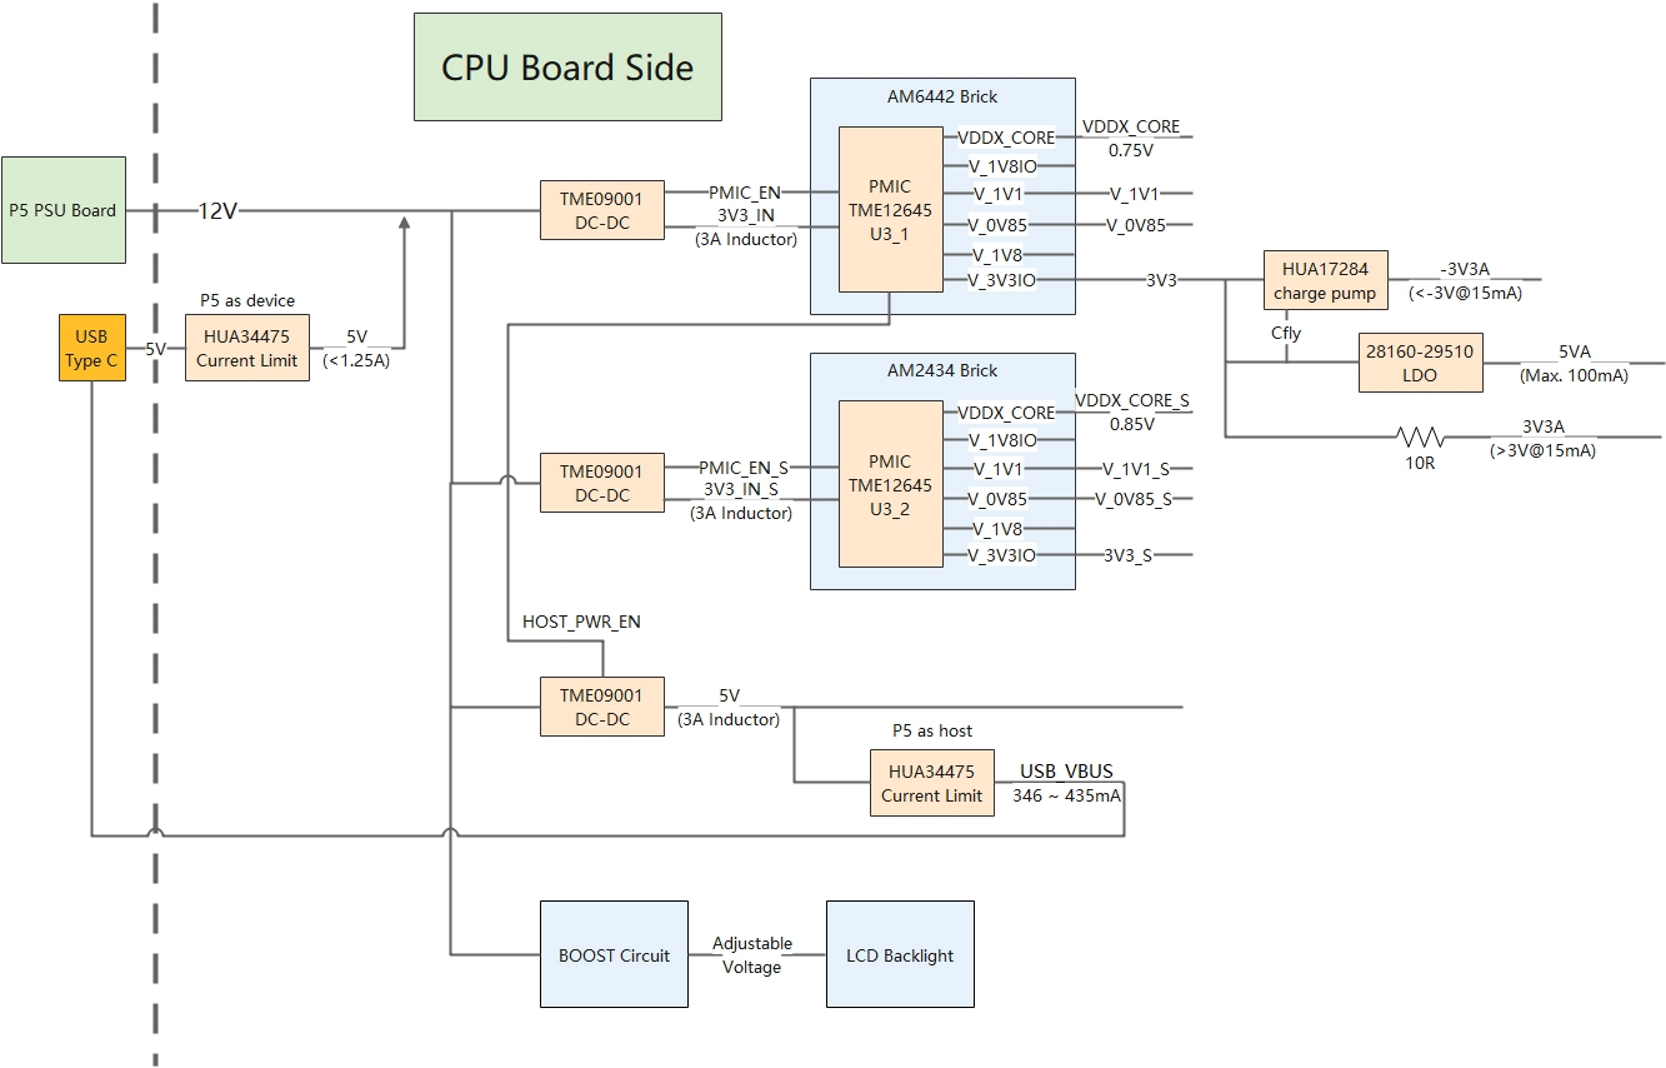 CPU Board Side
P5 PSU Board
12V
P5 as device
USB
Type C
5V
HUA34475
Current Limit
5V
(<1.25A)
TME09001
DC-DC
PMIC_EN
3V3_IN
(3A Inductor)
AM6442 Brick
PMIC
TME12645
U3_1
VDDX_CORE
V_1V8IO
V_1V1
V_0V85
V_1V8
V_3V3IO
VDDX_CORE
0.75V
V_1V1
V_0V85
3V3
HUA17284
charge pump
-3V3A
(<-3V@15mA)
Cfly
28160-29510
LDO
5VA
(Max. 100mA)
10R
3V3A
(>3V@15mA)
TME09001
DC-DC
PMIC_EN_S
3V3_IN_S
(3A Inductor)
AM2434 Brick
PMIC
TME12645
U3_2
VDDX_CORE
V_1V8IO
V_1V1
V_0V85
V_1V8
V_3V3IO
VDDX_CORE_S
0.85V
V_1V1_S
V_0V85_S
3V3_S
HOST_PWR_EN
TME09001
DC-DC
5V
(3A Inductor)
P5 as host
HUA34475
Current Limit
USB_VBUS
346 ~ 435mA
BOOST Circuit
Adjustable
Voltage
LCD Backlight